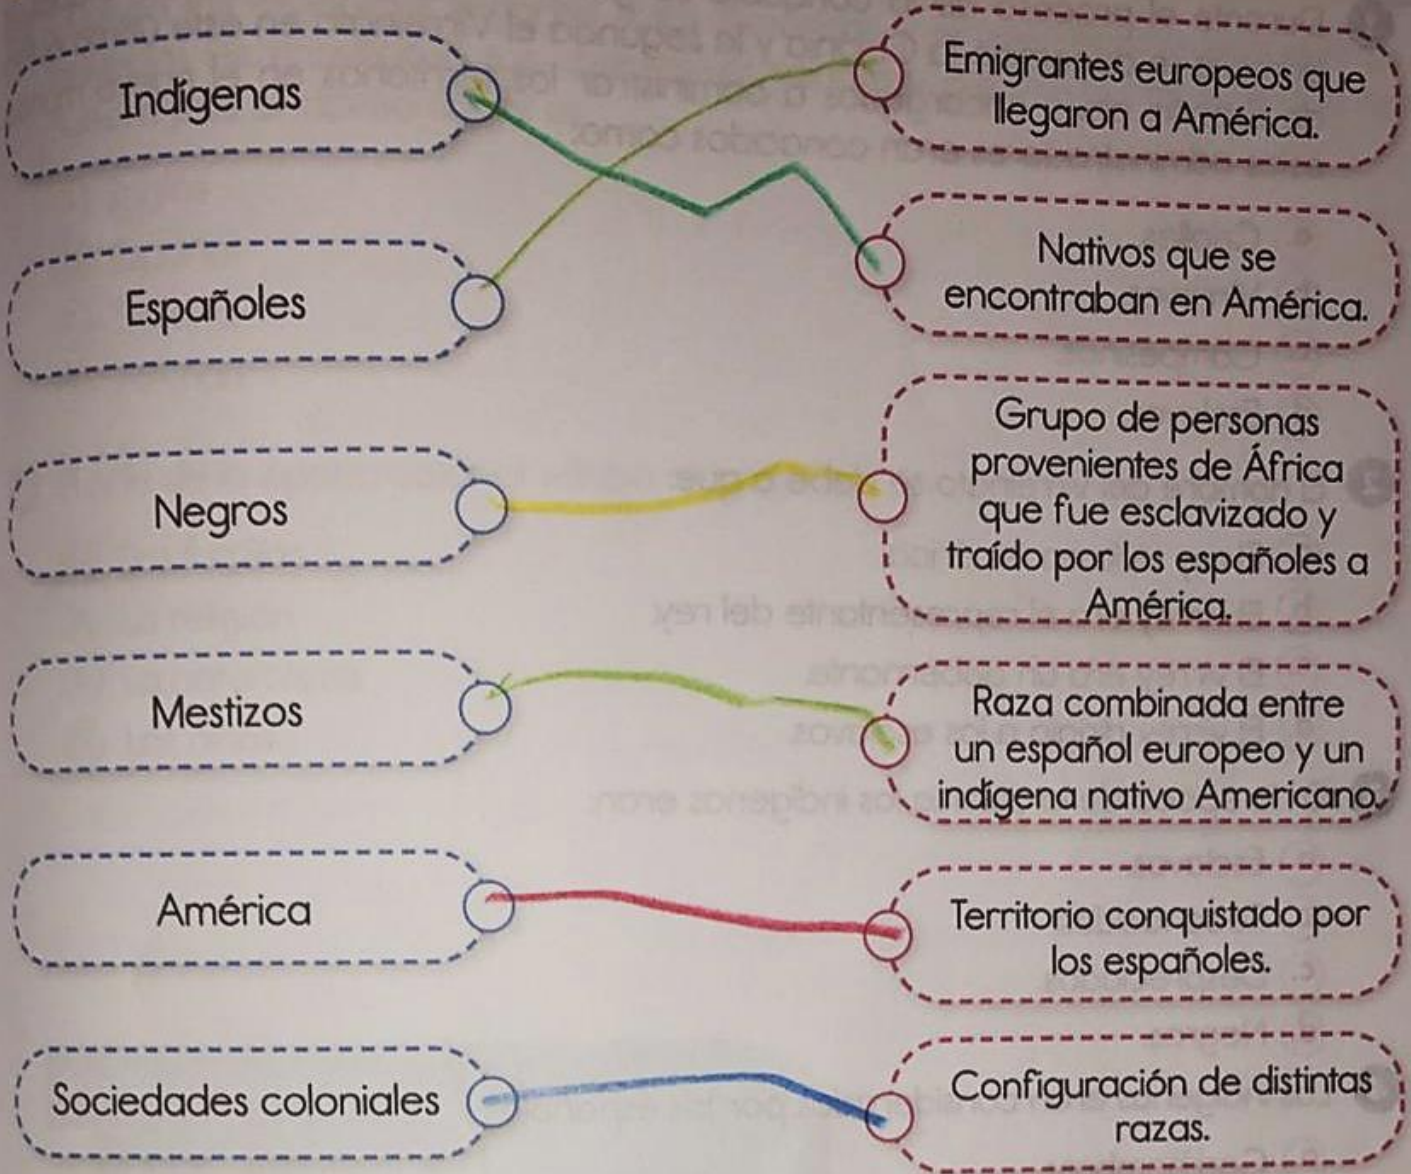 Indígenas
Emigrantes europeos que
llegaron a América.
Españoles
Nativos que se
encontraban en América.
Negros
Grupo de personas
provenientes de África
que fue esclavizado y
traído por los españoles a
América.
Mestizos
Raza combinada entre
un español europeo y un
indígena nativo Americano.
América
Territorio conquistado por
los españoles.
Sociedades coloniales
Configuración de distintas
razas.